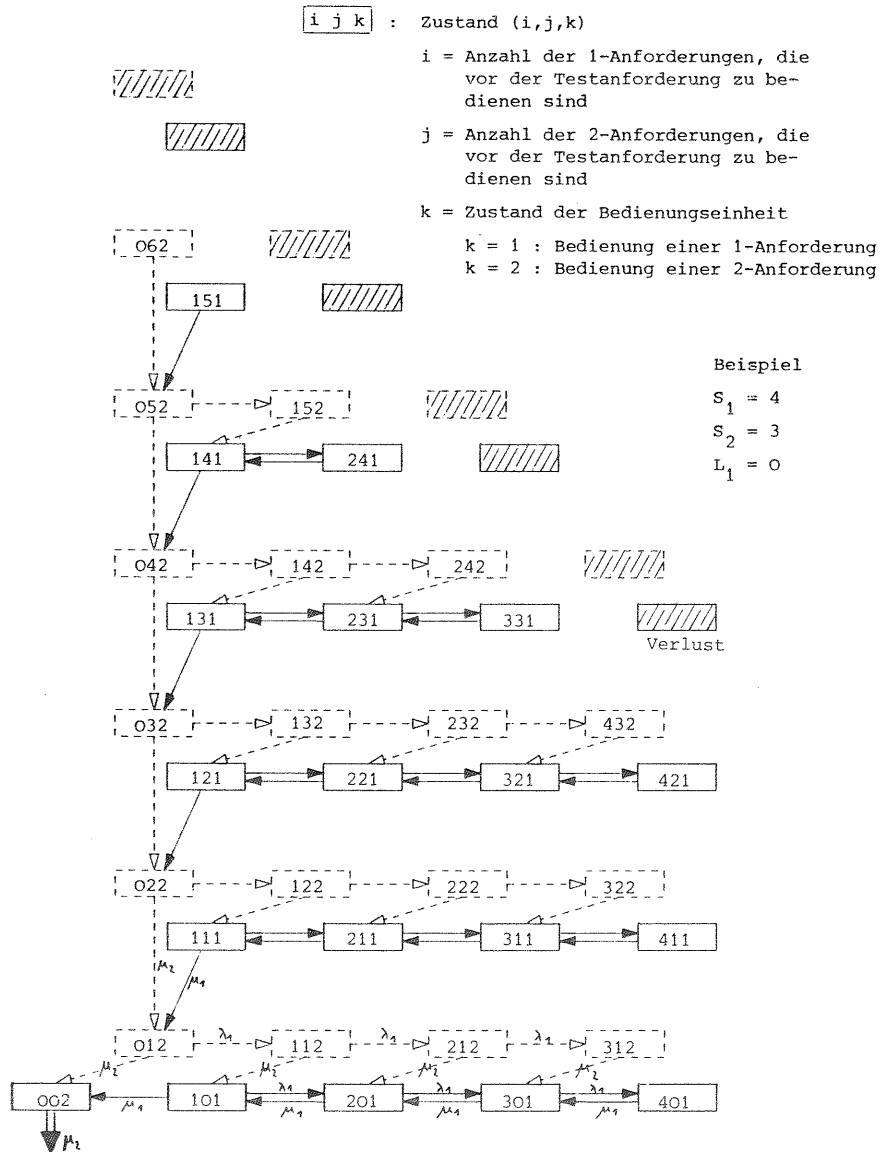 i j k : Zustand (i,j,k)
i = Anzahl der 1-Anforderungen, die
vor der Testanforderung zu be-
dienen sind
j = Anzahl der 2-Anforderungen, die
vor der Testanforderung zu be-
dienen sind
k = Zustand der Bedienungseinheit
k = 1 : Bedienung einer 1-Anforderung
k = 2 : Bedienung einer 2-Anforderung
062
151
Beispiel
S1 = 4
S2 = 3
L1 = 0
052 152
141 241
042 142 242
131 231 331
Verlust
032 132 232 432
121 221 321 421
022 122 222 322
111 211 311 411
μ2 μ1
012 λ1 112 λ1 212 λ1 312
μ2 μ2 μ2 μ2
002 μ1 101 λ1 μ1 201 λ1 μ1 301 λ1 μ1 401
μ2